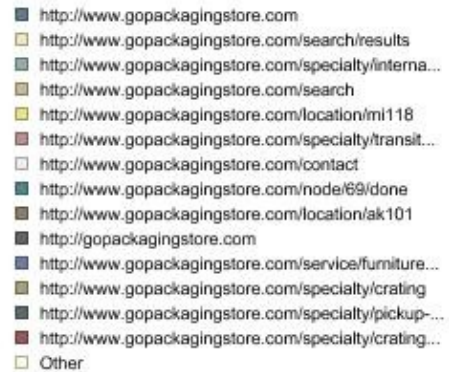 http://www.gopackagingstore.com
http://www.gopackagingstore.com/search/results
http://www.gopackagingstore.com/specialty/interna...
http://www.gopackagingstore.com/search
http://www.gopackagingstore.com/location/mi118
http://www.gopackagingstore.com/specialty/transit...
http://www.gopackagingstore.com/contact
http://www.gopackagingstore.com/node/69/done
http://www.gopackagingstore.com/location/ak101
http://gopackagingstore.com
http://www.gopackagingstore.com/service/furniture...
http://www.gopackagingstore.com/specialty/crating
http://www.gopackagingstore.com/specialty/pickup-...
http://www.gopackagingstore.com/specialty/crating...
Other